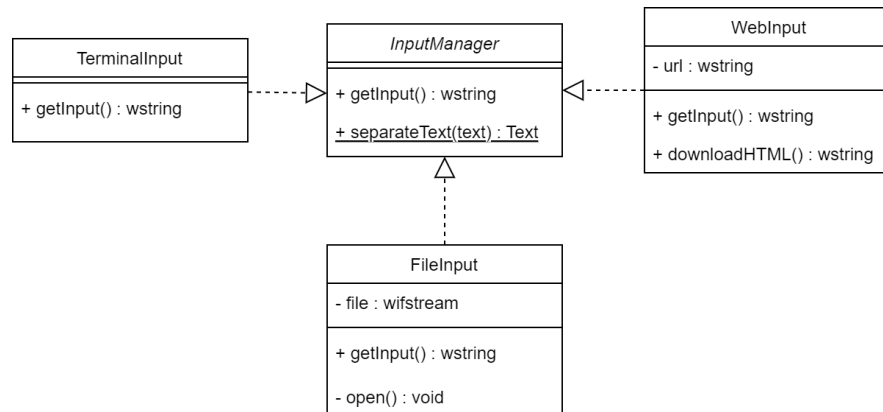 TerminalInput
+ getInput() : wstring
InputManager
+ getInput() : wstring
+ separateText(text) : Text
WebInput
- url : wstring
+ getInput() : wstring
+ downloadHTML() : wstring
FileInput
- file : wifstream
+ getInput() : wstring
- open() : void